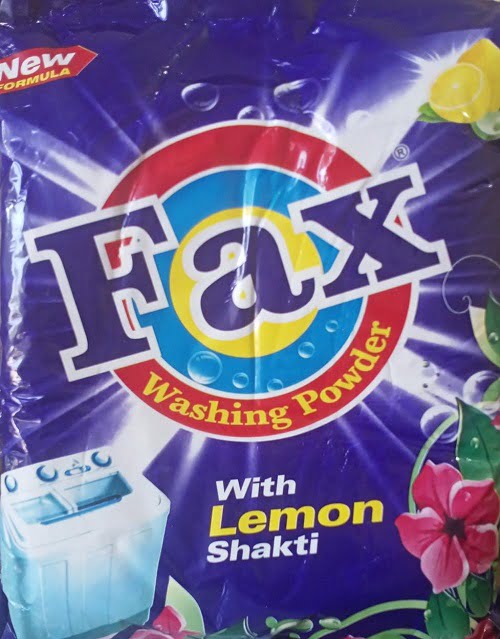 New
FORMULA
Fax®
Washing Powder
With
Lemon
Shakti